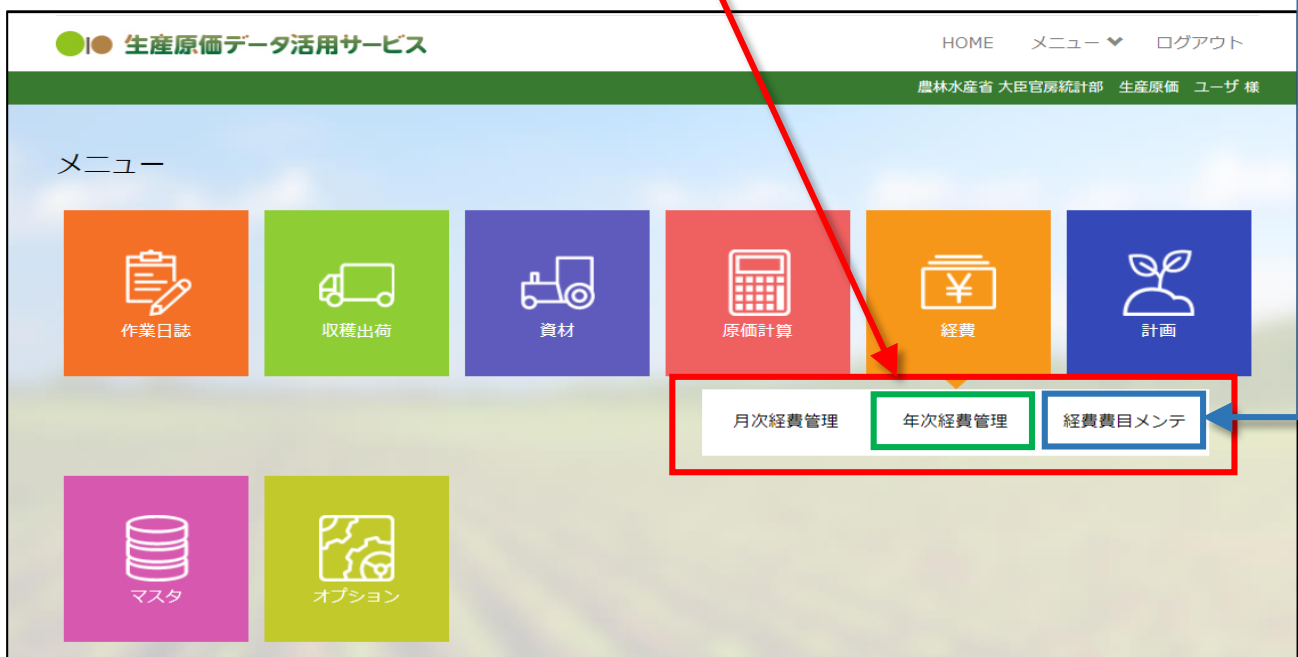 生産原価データ活用サービス
HOME メニュー ログアウト
農林水産省 大臣官房統計部 生産原価 ユーザ 様
メニュー
作業日誌 収穫出荷 資材 原価計算 経費 計画
月次経費管理 年次経費管理 経費費目メンテ
マスタ オプション